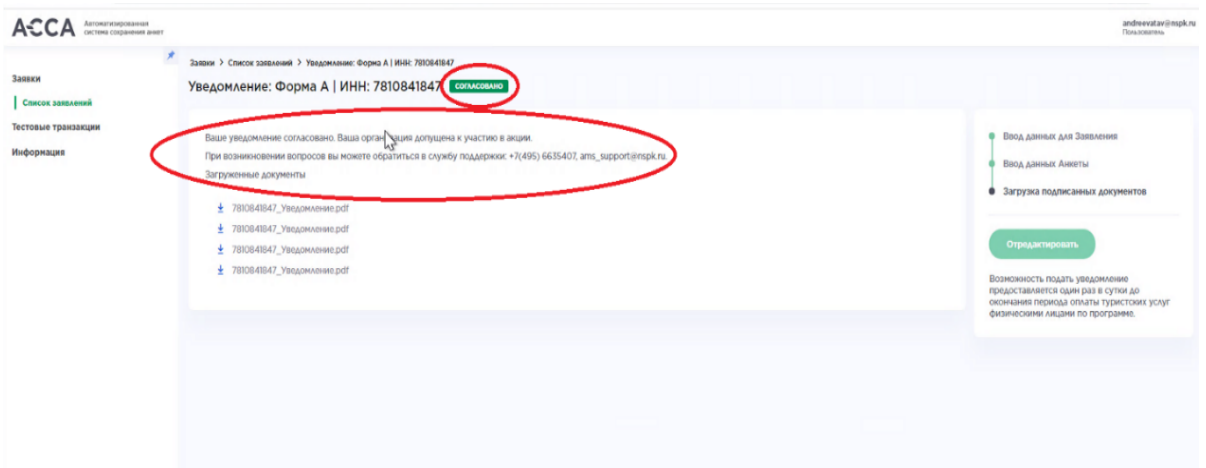 АССА
Автоматизированная
система сохранения анкет
andreevatav@nspk.ru
Пользователь
Заявки
Список заявлений
Тестовые транзакции
Информация
Заявки > Список заявлений > Уведомление: Форма А | ИНН: 7810841847
Уведомление: Форма А | ИНН: 7810841847 СОГЛАСОВАНО
Ваше уведомление согласовано. Ваша организация допущена к участию в акции.
При возникновении вопросов вы можете обратиться в службу поддержки: +7(495) 6635407, ams_support@nspk.ru.
Загруженные документы
7810841847_Уведомление.pdf
7810841847_Уведомление.pdf
7810841847_Уведомление.pdf
7810841847_Уведомление.pdf
Ввод данных для Заявления
Ввод данных Анкеты
Загрузка подписанных документов
Отредактировать
Возможность подать уведомление
предоставляется один раз в сутки до
окончания периода оплаты туристских услуг
физическими лицами по программе.